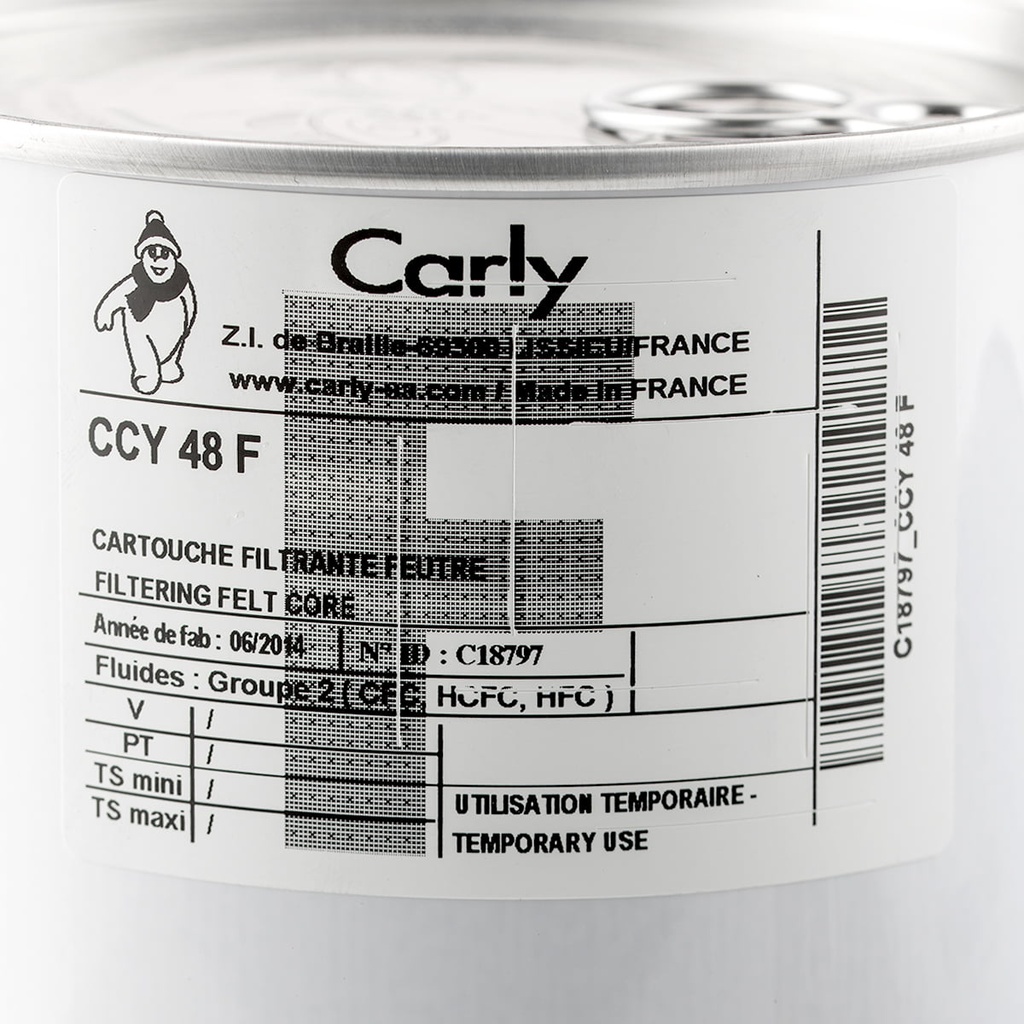 Carly
Z.I. de Braille 69380 LISSIEU FRANCE
www.carly-sa.com / Made in FRANCE
CCY 48 F
F
CARTOUCHE FILTRANTE FEUTRE
FILTERING FELT CORE
Année de fab : 06/2014 N° ID : C18797
Fluides : Groupe 2 ( CFC, HCFC, HFC )
V /
PT /
TS mini /
TS maxi /
UTILISATION TEMPORAIRE -
TEMPORARY USE
C18797_CCY 48 F